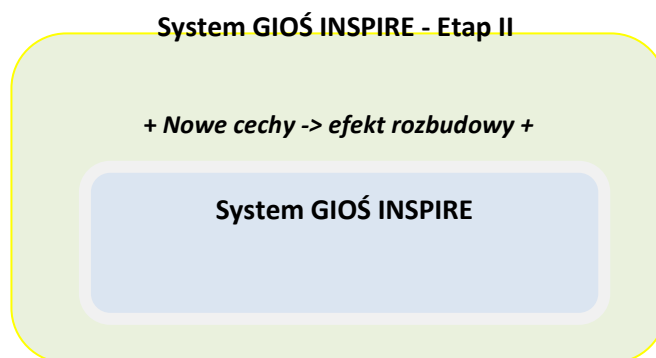 System GIOŚ INSPIRE - Etap II
+ Nowe cechy -> efekt rozbudowy +
System GIOŚ INSPIRE